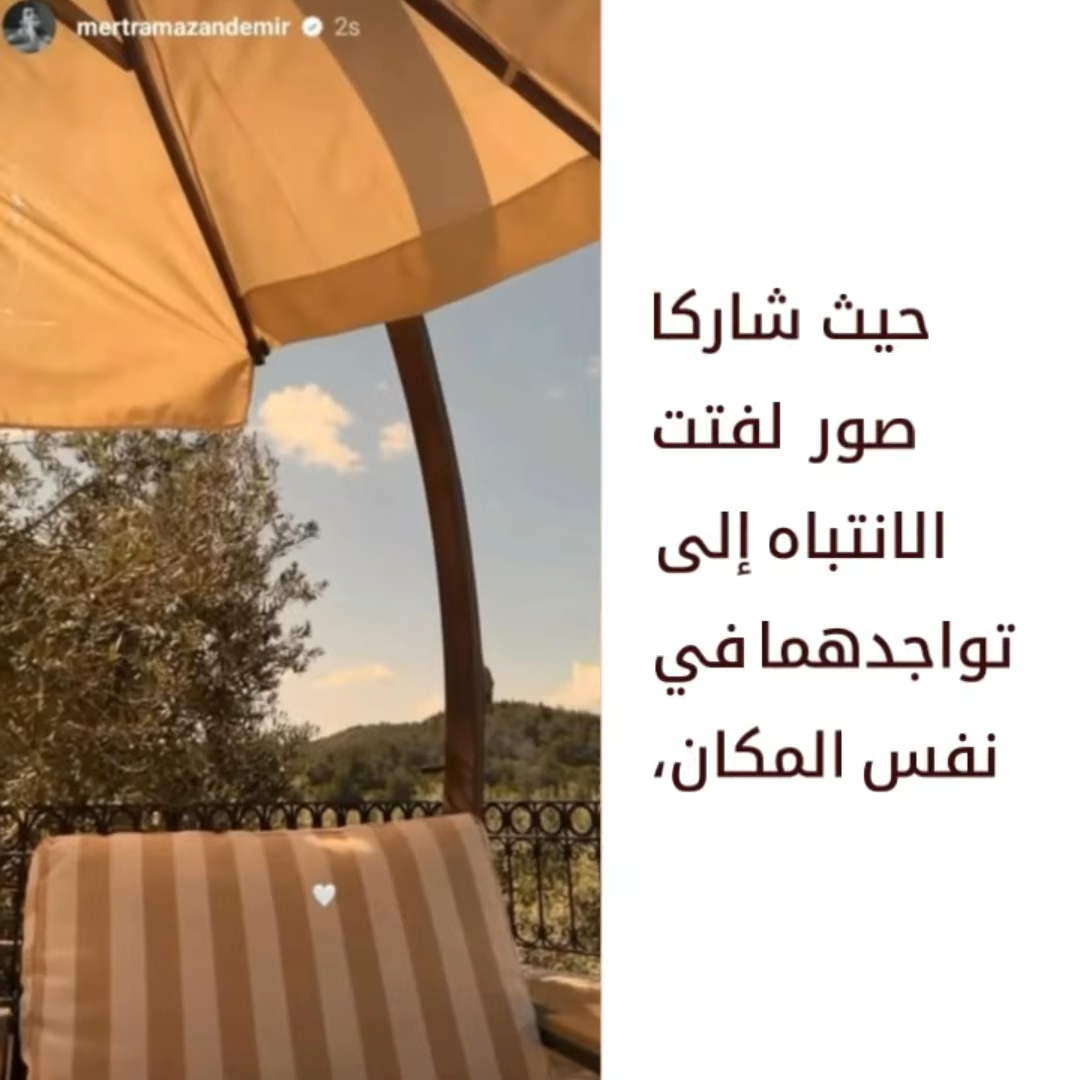 mertramazandemir 2s
حيث شاركا
صور لفتت
الانتباه إلى
تواجدهما في
نفس المكان،